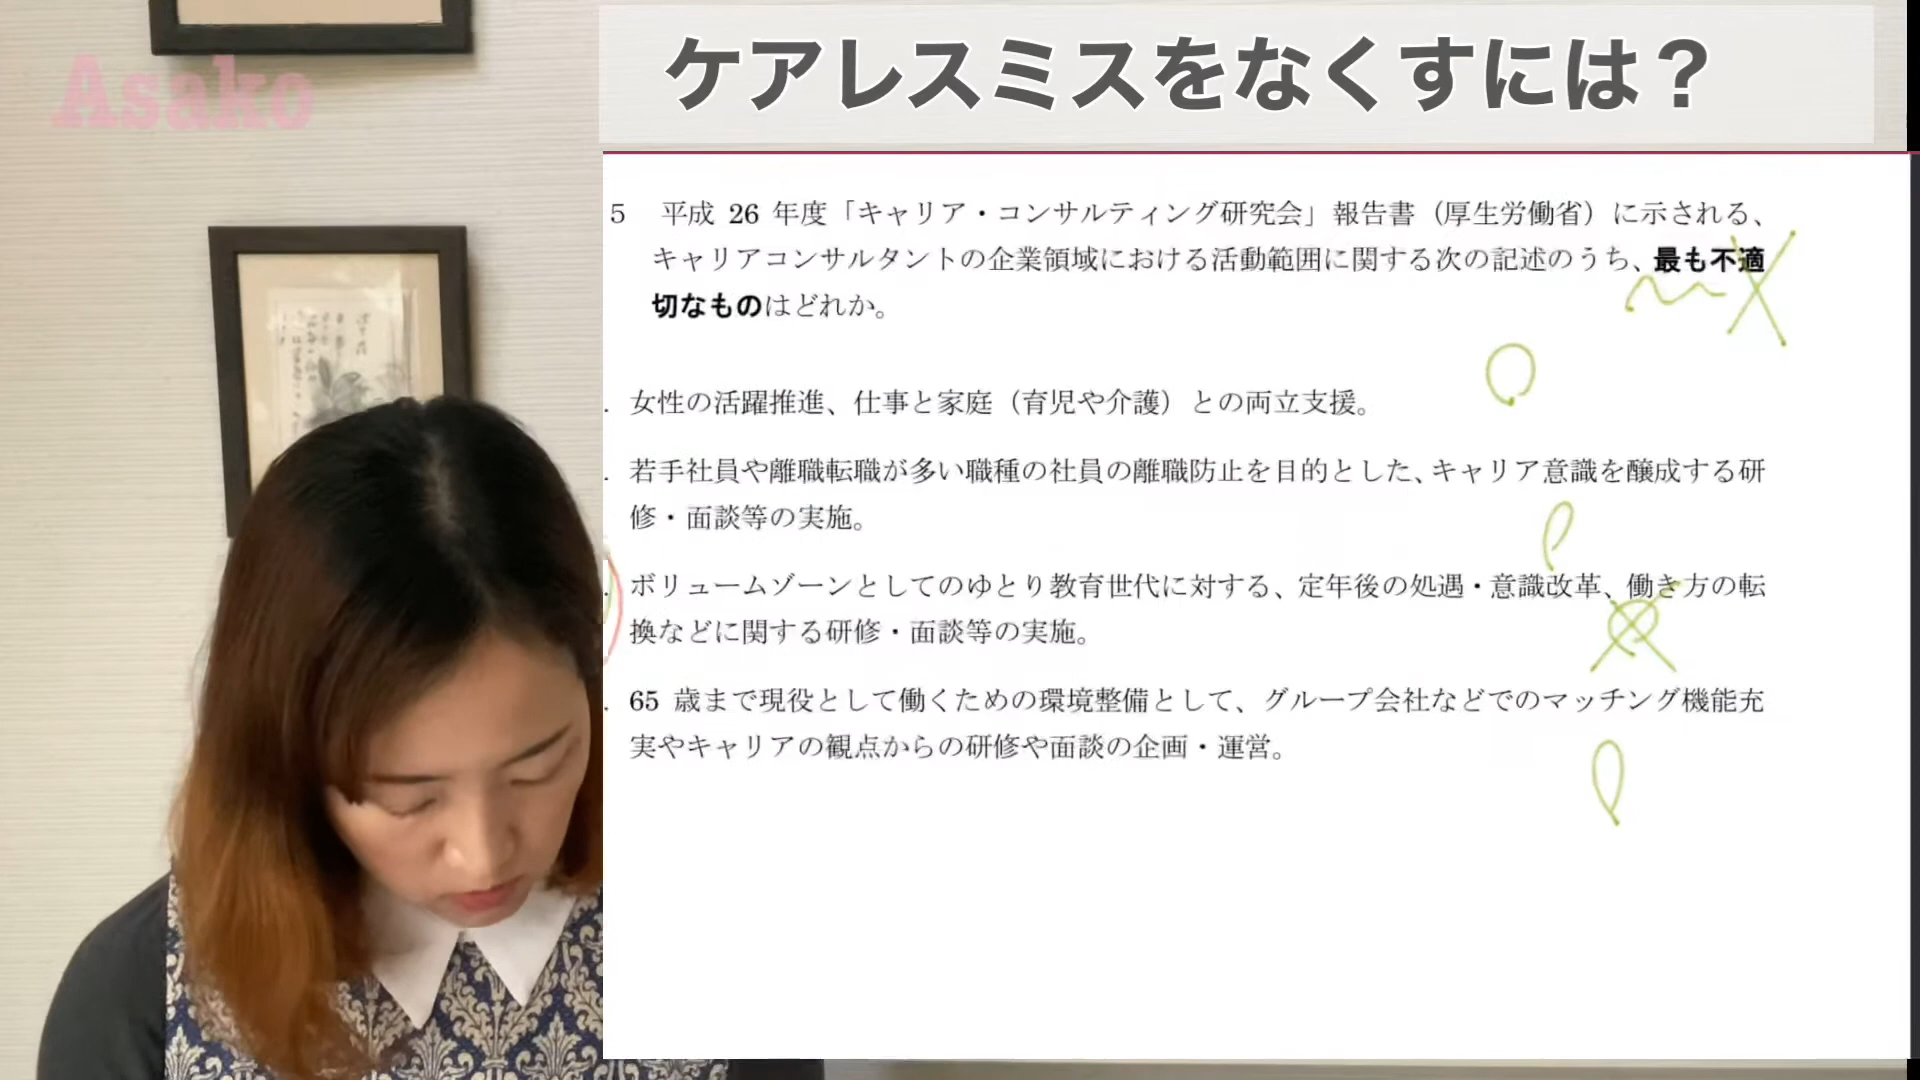 Asako
ケアレスミスをなくすには？
5 平成 26 年度「キャリア・コンサルティング研究会」報告書（厚生労働省）に示される、
キャリアコンサルタントの企業領域における活動範囲に関する次の記述のうち、最も不適
切なものはどれか。
. 女性の活躍推進、仕事と家庭（育児や介護）との両立支援。
. 若手社員や離職転職が多い職種の社員の離職防止を目的とした、キャリア意識を醸成する研
修・面談等の実施。
. ボリュームゾーンとしてのゆとり教育世代に対する、定年後の処遇・意識改革、働き方の転
換などに関する研修・面談等の実施。
. 65 歳まで現役として働くための環境整備として、グループ会社などでのマッチング機能充
実やキャリアの観点からの研修や面談の企画・運営。